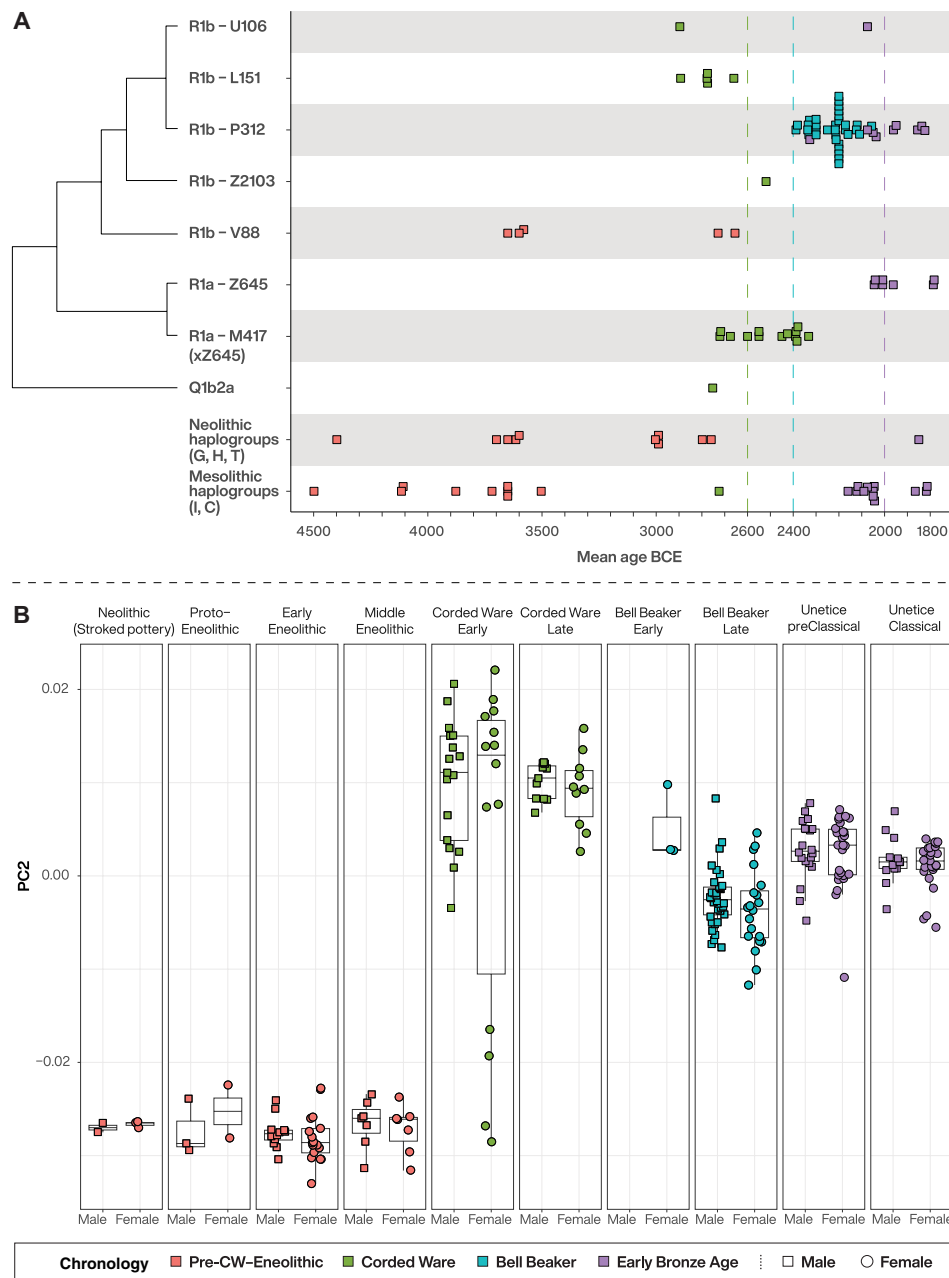 A
R1b – U106
R1b – L151
R1b – P312
R1b – Z2103
R1b – V88
R1a – Z645
R1a – M417
(xZ645)
Q1b2a
Neolithic
haplogroups
(G, H, T)
Mesolithic
haplogroups
(I, C)
4500 4000 3500 3000 2600 2400 2000 1800
Mean age BCE
B
Neolithic
(Stroked pottery)
Proto–
Eneolithic
Early
Eneolithic
Middle
Eneolithic
Corded Ware
Early
Corded Ware
Late
Bell Beaker
Early
Bell Beaker
Late
Unetice
preClassical
Unetice
Classical
0.02
0.00
−0.02
PC2
Male Female Male Female Male Female Male Female Male Female Male Female Male Female Male Female Male Female Male Female
Chronology Pre-CW–Eneolithic Corded Ware Bell Beaker Early Bronze Age Male Female